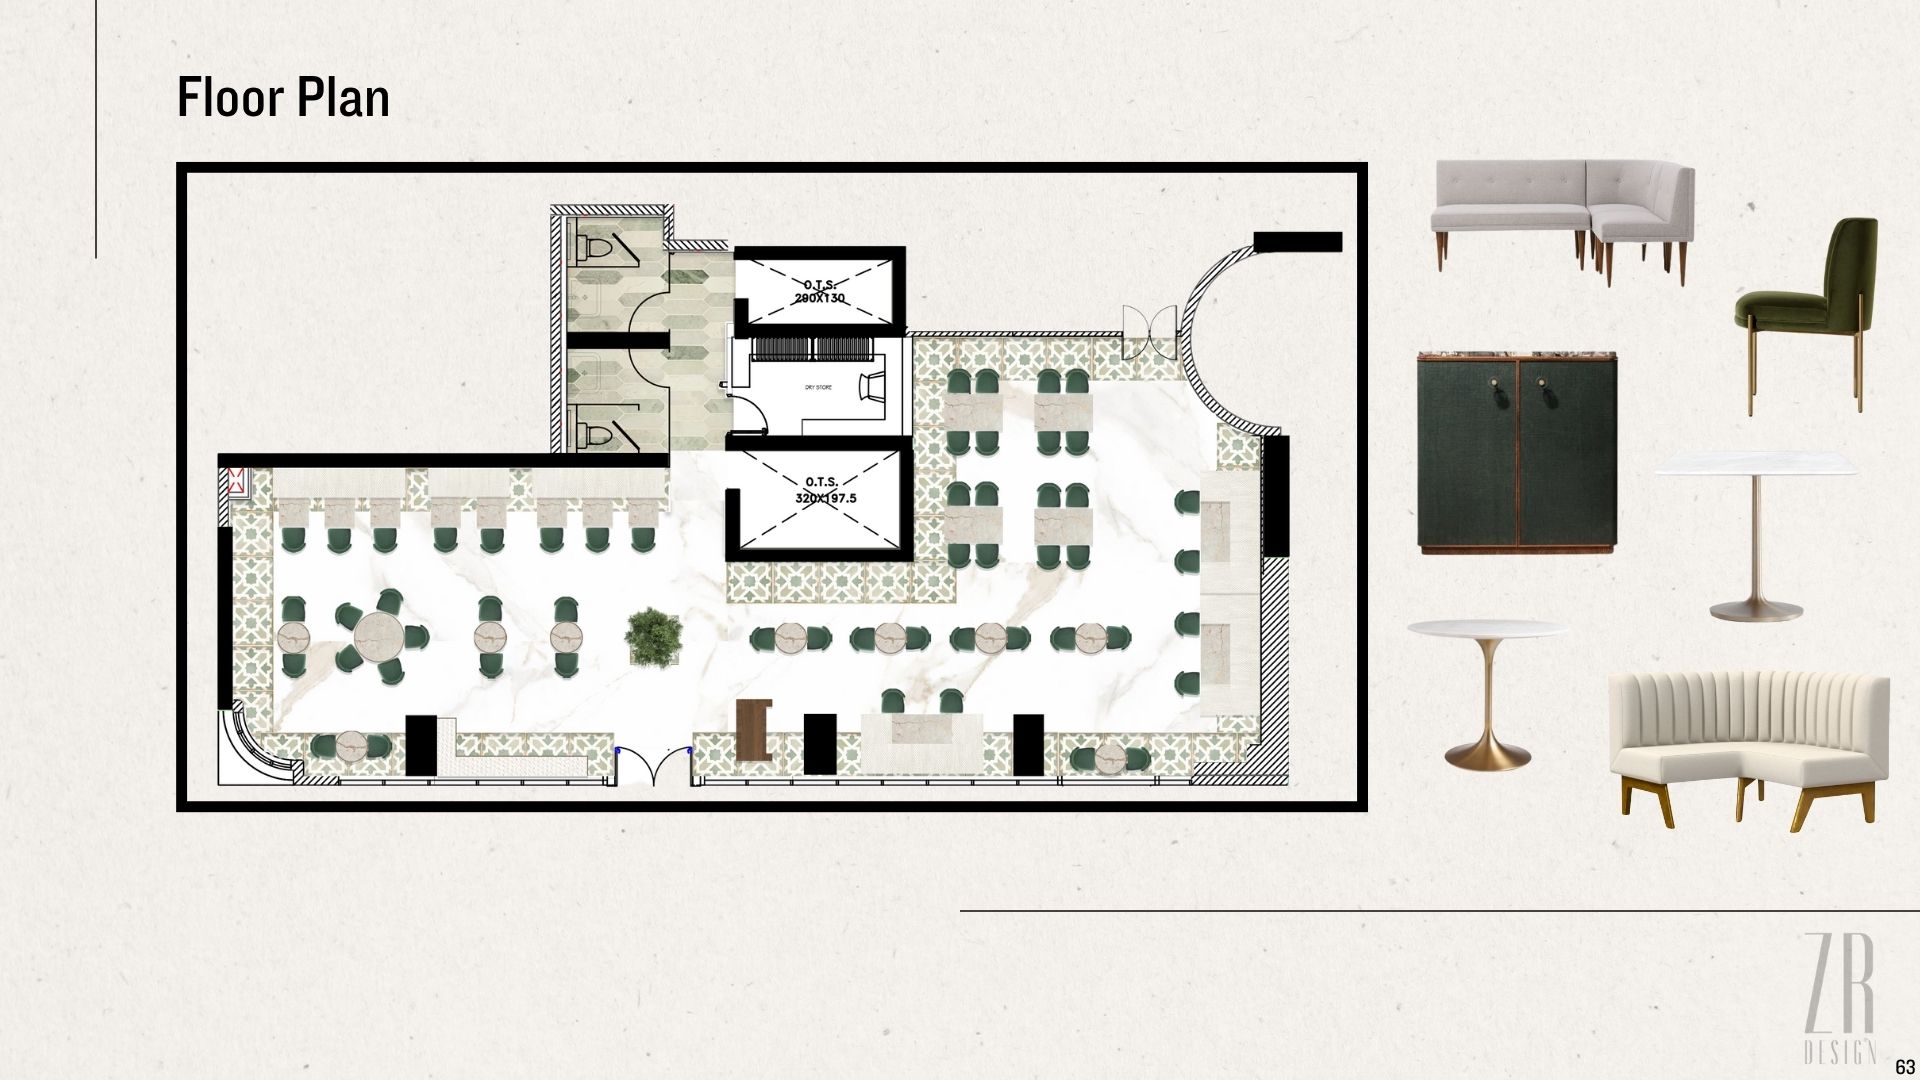 Floor Plan
O.T.S.
290X130
DRY STORE
O.T.S.
320X197.5
ZR
DESIGN
63